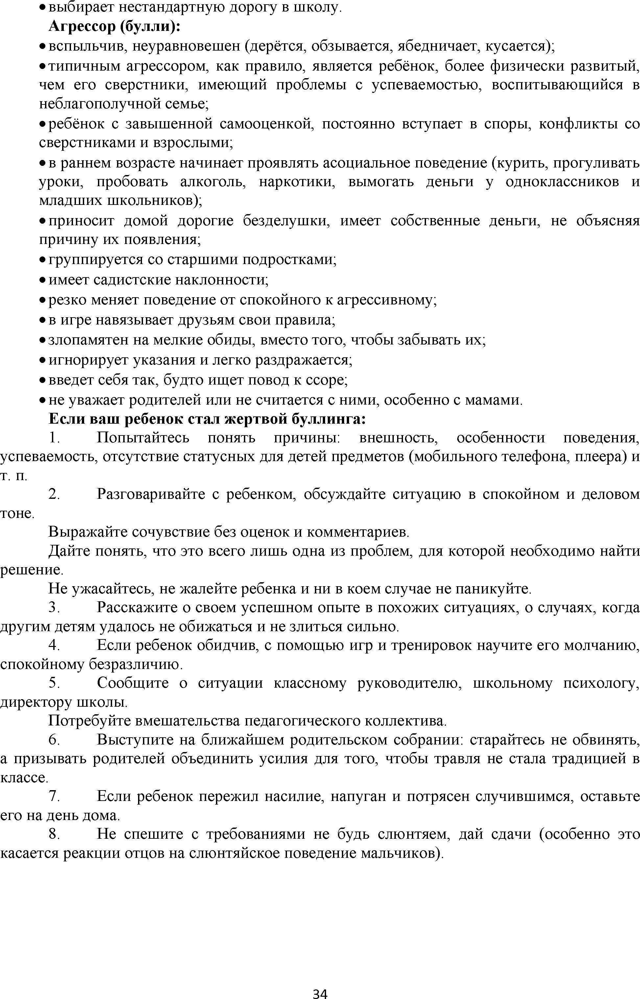 • выбирает нестандартную дорогу в школу.
Агрессор (булли):
• вспыльчив, неуравновешен (дерётся, обзывается, ябедничает, кусается);
• типичным агрессором, как правило, является ребёнок, более физически развитый,
чем его сверстники, имеющий проблемы с успеваемостью, воспитывающийся в
неблагополучной семье;
• ребёнок с завышенной самооценкой, постоянно вступает в споры, конфликты со
сверстниками и взрослыми;
• в раннем возрасте начинает проявлять асоциальное поведение (курить, прогуливать
уроки, пробовать алкоголь, наркотики, вымогать деньги у одноклассников и
младших школьников);
• приносит домой дорогие безделушки, имеет собственные деньги, не объясняя
причину их появления;
• группируется со старшими подростками;
• имеет садистские наклонности;
• резко меняет поведение от спокойного к агрессивному;
• в игре навязывает друзьям свои правила;
• злопамятен на мелкие обиды, вместо того, чтобы забывать их;
• игнорирует указания и легко раздражается;
• введет себя так, будто ищет повод к ссоре;
• не уважает родителей или не считается с ними, особенно с мамами.
Если ваш ребенок стал жертвой буллинга:
1. Попытайтесь понять причины: внешность, особенности поведения,
успеваемость, отсутствие статусных для детей предметов (мобильного телефона, плеера) и
т. п.
2. Разговаривайте с ребенком, обсуждайте ситуацию в спокойном и деловом
тоне.
Выражайте сочувствие без оценок и комментариев.
Дайте понять, что это всего лишь одна из проблем, для которой необходимо найти
решение.
Не ужасайтесь, не жалейте ребенка и ни в коем случае не паникуйте.
3. Расскажите о своем успешном опыте в похожих ситуациях, о случаях, когда
другим детям удалось не обижаться и не злиться сильно.
4. Если ребенок обидчив, с помощью игр и тренировок научите его молчанию,
спокойному безразличию.
5. Сообщите о ситуации классному руководителю, школьному психологу,
директору школы.
Потребуйте вмешательства педагогического коллектива.
6. Выступите на ближайшем родительском собрании: старайтесь не обвинять,
а призывать родителей объединить усилия для того, чтобы травля не стала традицией в
классе.
7. Если ребенок пережил насилие, напуган и потрясен случившимся, оставьте
его на день дома.
8. Не спешите с требованиями не будь слюнтяем, дай сдачи (особенно это
касается реакции отцов на слюнтяйское поведение мальчиков).
34